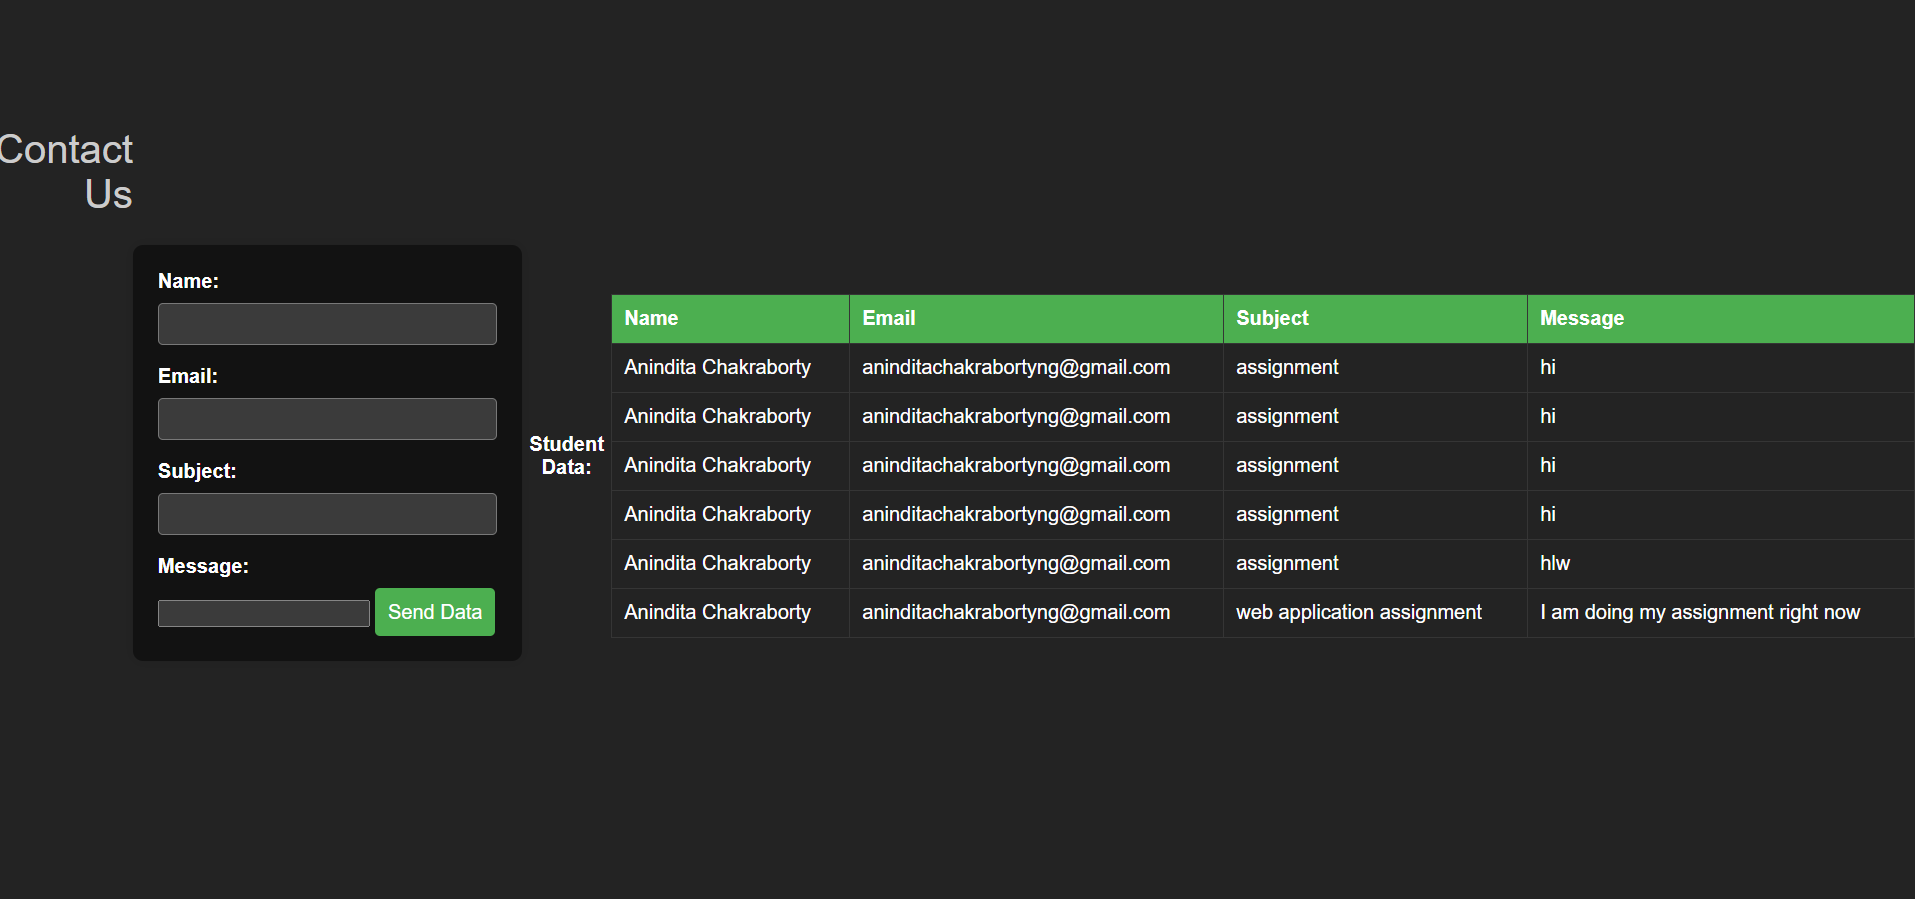 Contact
Us
Name:
Email:
Subject:
Message:
Send Data
Student
Data:
Name Email Subject Message
Anindita Chakraborty aninditachakrabortyng@gmail.com assignment hi
Anindita Chakraborty aninditachakrabortyng@gmail.com assignment hi
Anindita Chakraborty aninditachakrabortyng@gmail.com assignment hi
Anindita Chakraborty aninditachakrabortyng@gmail.com assignment hi
Anindita Chakraborty aninditachakrabortyng@gmail.com assignment hlw
Anindita Chakraborty aninditachakrabortyng@gmail.com web application assignment I am doing my assignment right now